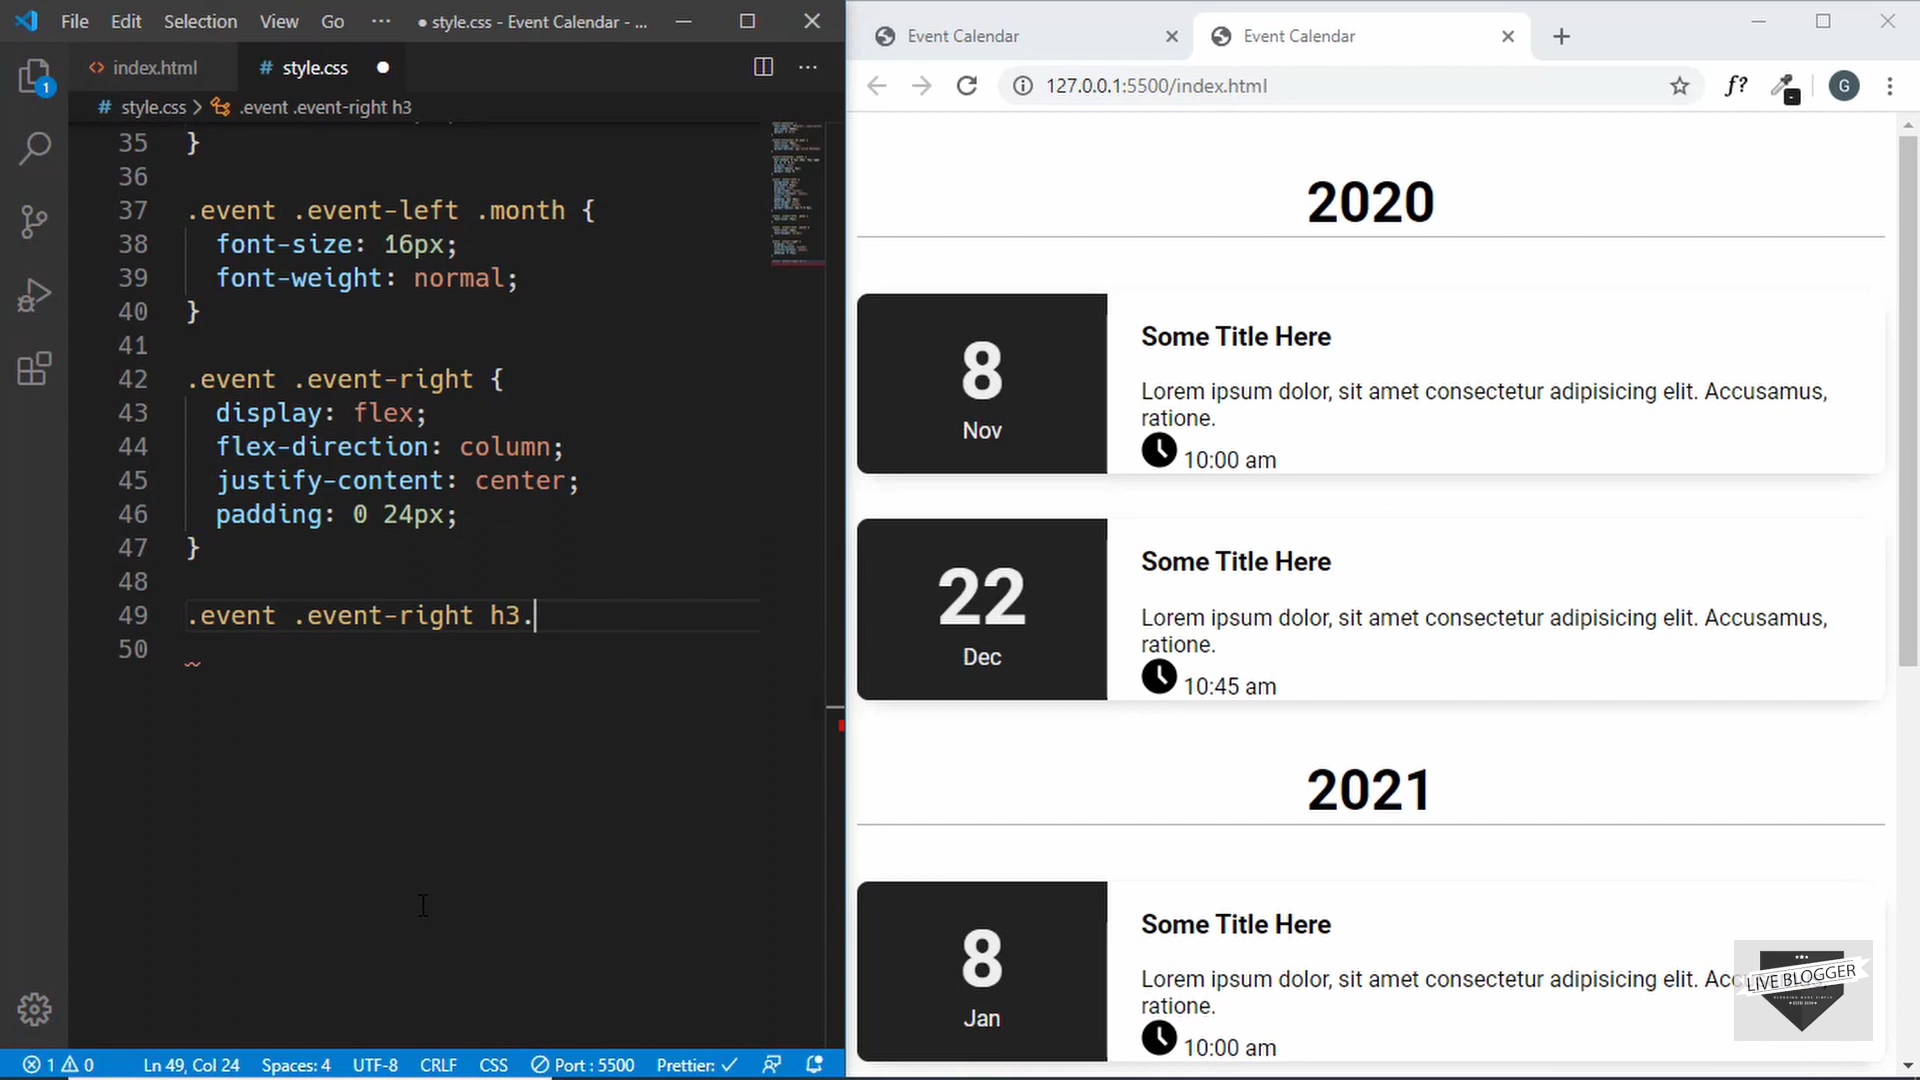 File Edit Selection View Go ··· ● style.css - Event Calendar - ...
index.html # style.css ●
# style.css > .event .event-right h3
35 }
36
37 .event .event-left .month {
38 font-size: 16px;
39 font-weight: normal;
40 }
41
42 .event .event-right {
43 display: flex;
44 flex-direction: column;
45 justify-content: center;
46 padding: 0 24px;
47 }
48
49 .event .event-right h3.
50
1
1 0 Ln 49, Col 24 Spaces: 4 UTF-8 CRLF CSS Port : 5500 Prettier: ✓
Event Calendar
Event Calendar
127.0.0.1:5500/index.html
f?
G
2020
8
Nov
Some Title Here
Lorem ipsum dolor, sit amet consectetur adipisicing elit. Accusamus,
ratione.
10:00 am
22
Dec
Some Title Here
Lorem ipsum dolor, sit amet consectetur adipisicing elit. Accusamus,
ratione.
10:45 am
2021
8
Jan
Some Title Here
Lorem ipsum dolor, sit amet consectetur adipisicing elit. Acc
ratione.
10:00 am
LIVE BLOGGER